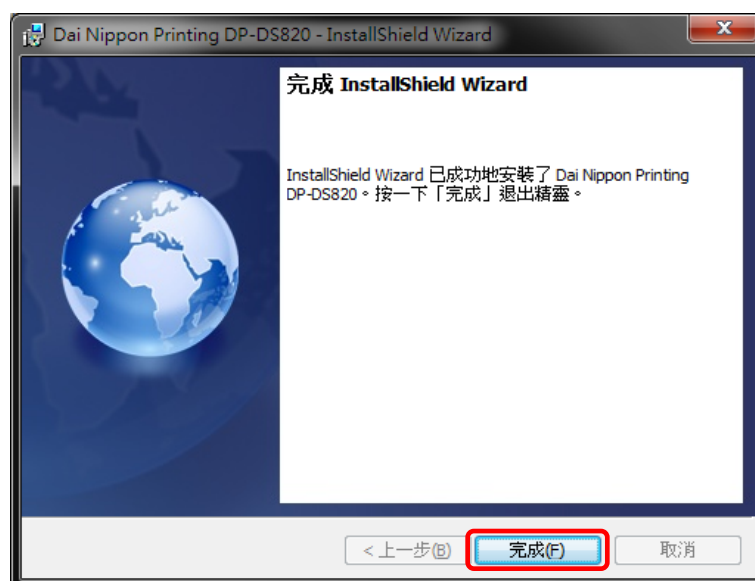 Dai Nippon Printing DP-DS820 - InstallShield Wizard
完成 InstallShield Wizard
InstallShield Wizard 已成功地安裝了 Dai Nippon Printing
DP-DS820。按一下「完成」退出精靈。
< 上一步(B)
完成(F)
取消